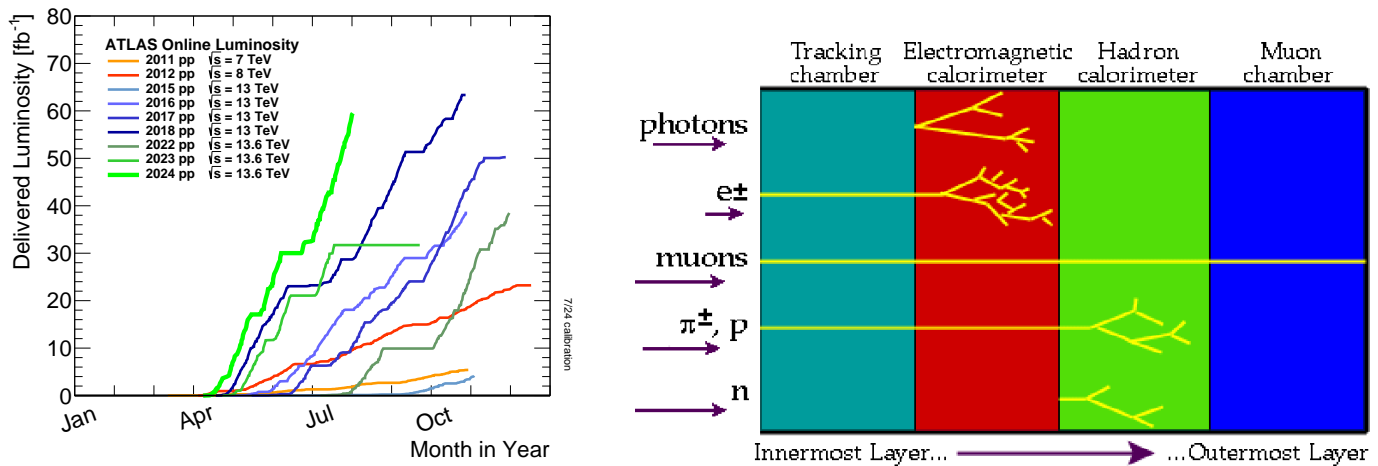 80
70
60
50
40
30
20
10
0
Delivered Luminosity [fb⁻¹]
ATLAS Online Luminosity
2011 pp √s = 7 TeV
2012 pp √s = 8 TeV
2015 pp √s = 13 TeV
2016 pp √s = 13 TeV
2017 pp √s = 13 TeV
2018 pp √s = 13 TeV
2022 pp √s = 13.6 TeV
2023 pp √s = 13.6 TeV
2024 pp √s = 13.6 TeV
7/24 calibration
Jan
Apr
Jul
Oct
Month in Year
Tracking
chamber
Electromagnetic
calorimeter
Hadron
calorimeter
Muon
chamber
photons
e±
muons
π±, p
n
Innermost Layer...
...Outermost Layer